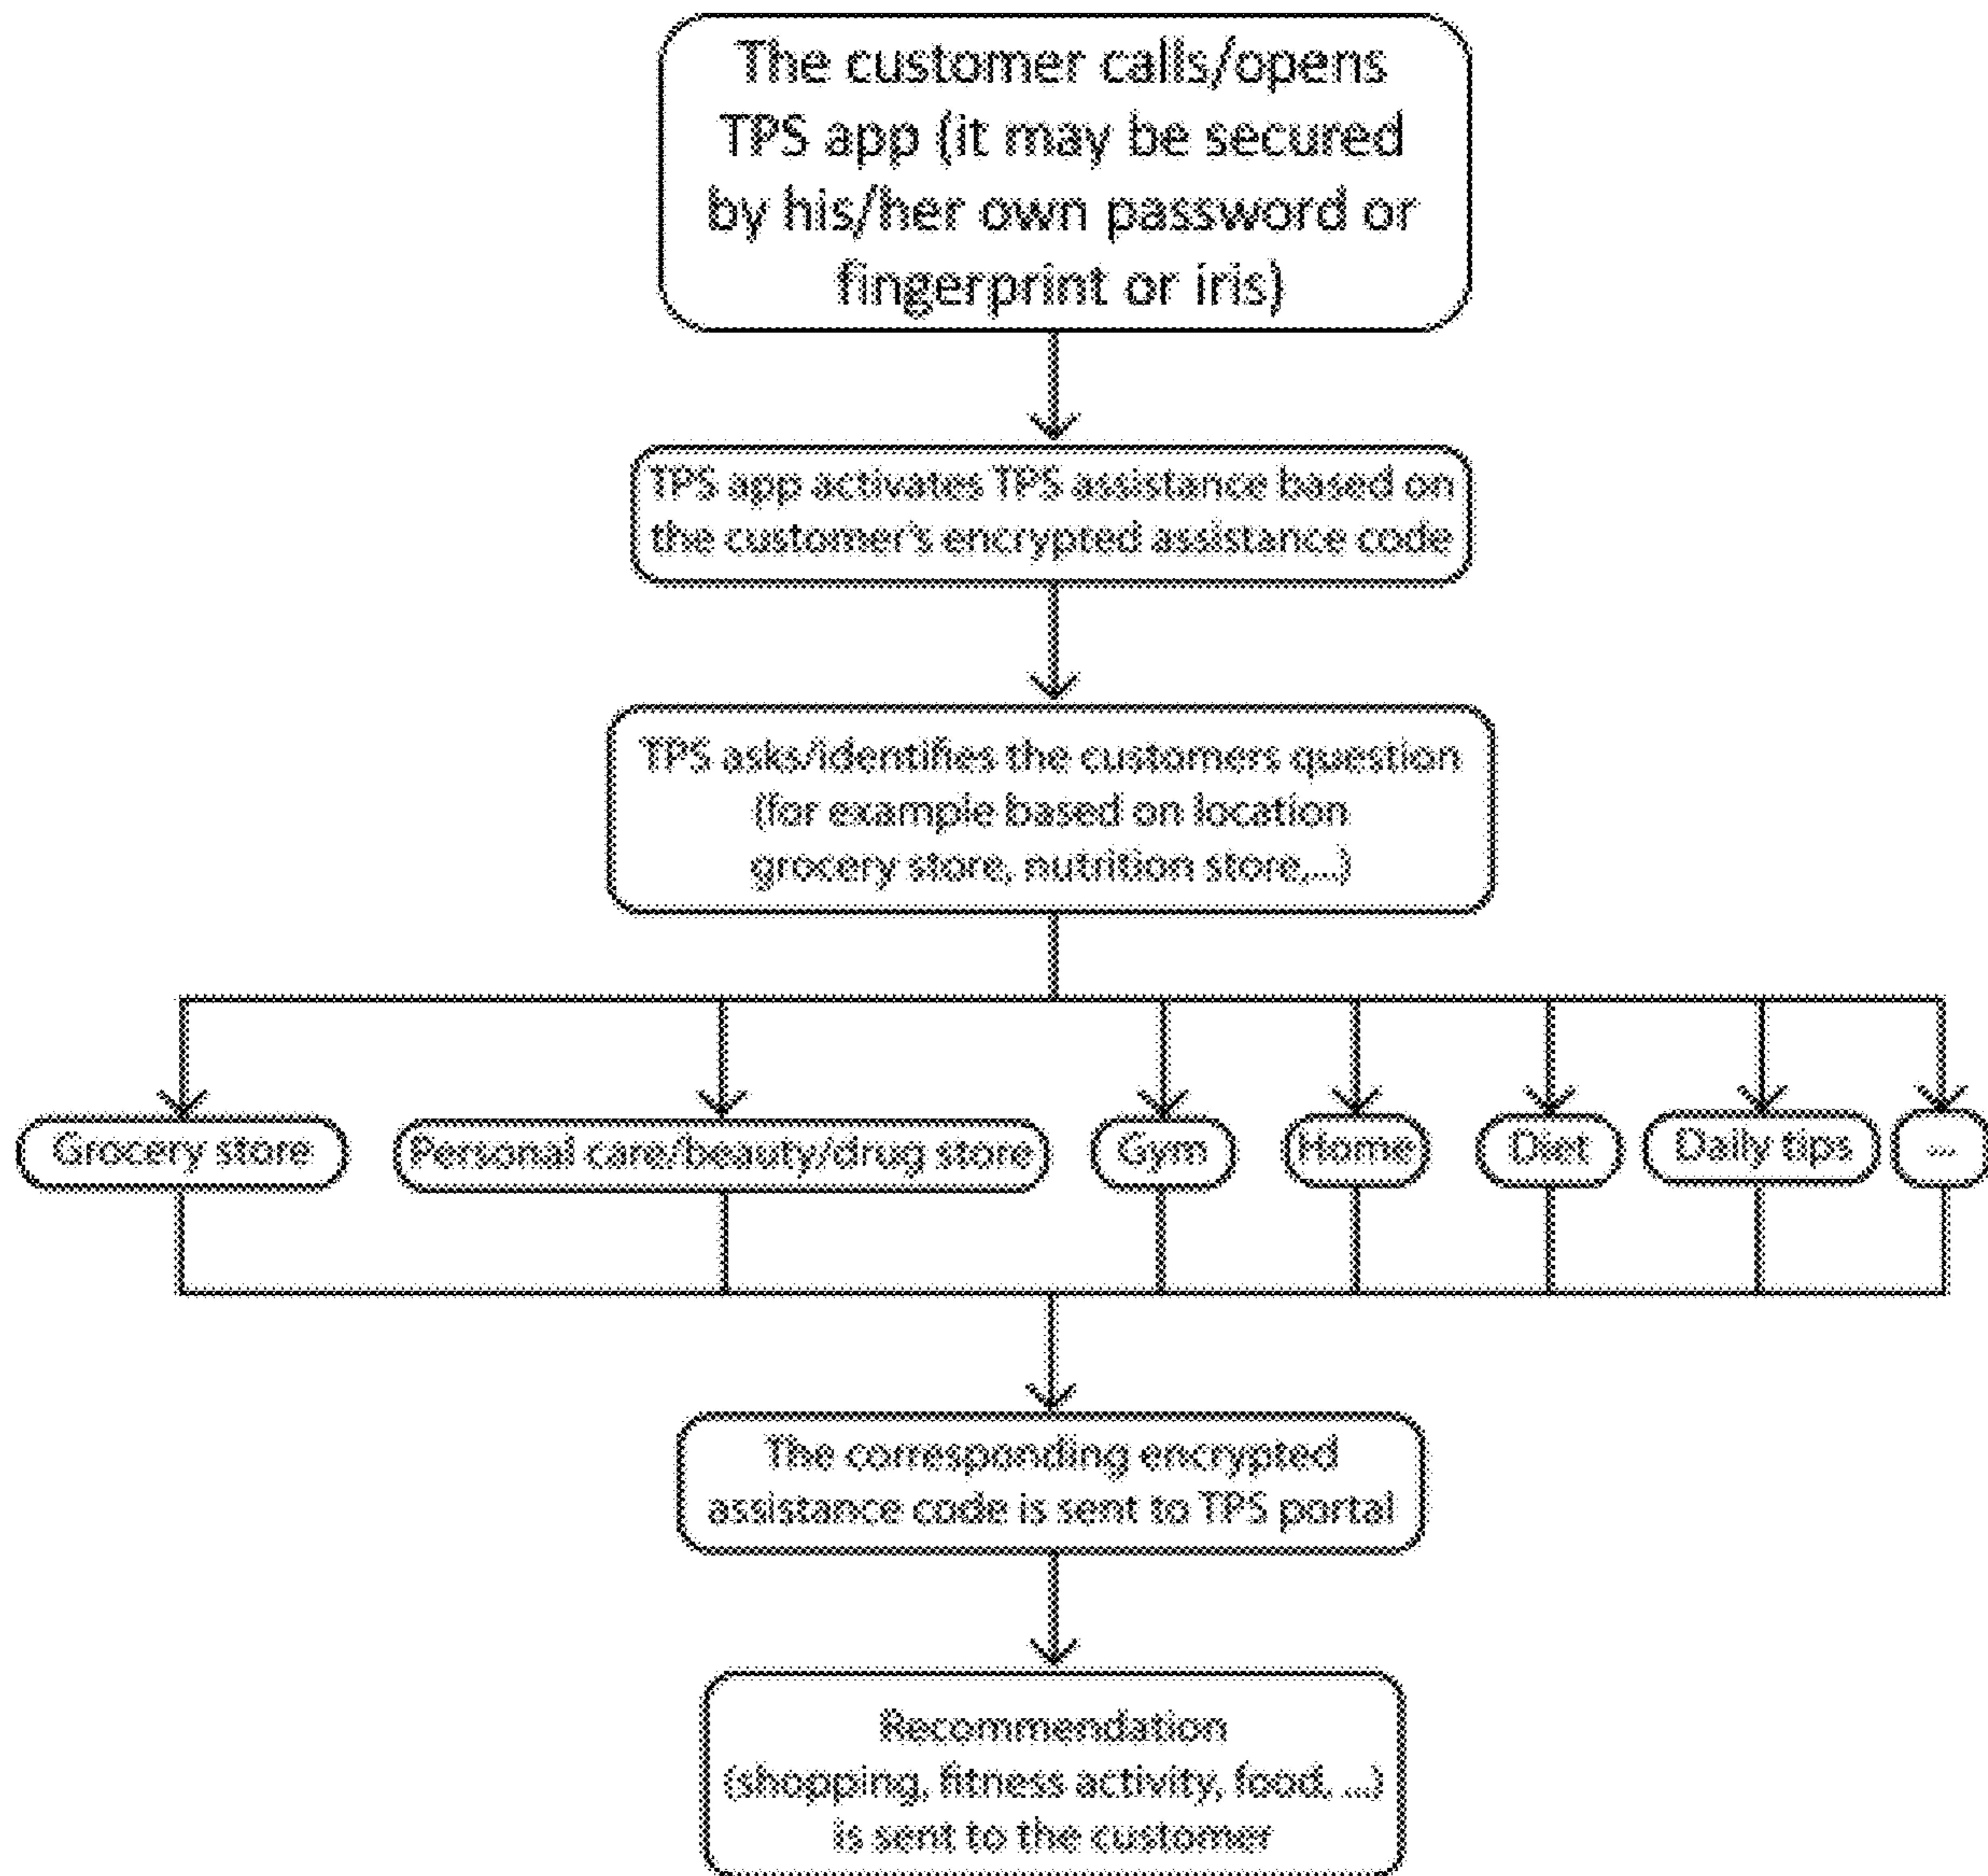 The customer calls/opens
TPS app (it may be secured
by his/her own password or
fingerprint or iris)
TPS app activates TPS assistance based on
the customer's encrypted assistance code
TPS asks/identifies the customers question
(for example based on location
grocery store, nutrition store,...)
Grocery store
Personal care/beauty/drug store
Gym
Home
Diet
Daily tips
...
The corresponding encrypted
assistance code is sent to TPS portal
Recommendation
(shopping, fitness activity, food, ...)
is sent to the customer